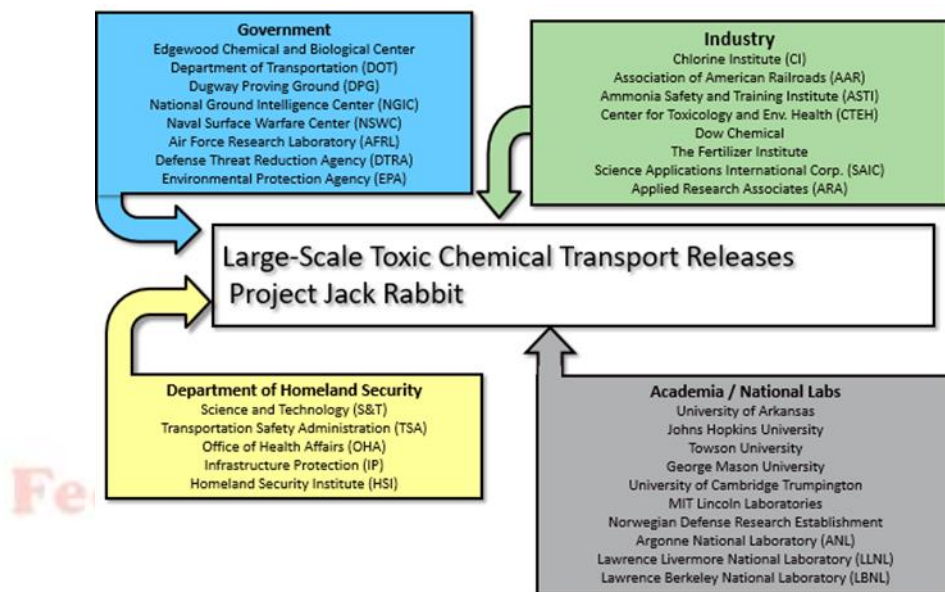 Government
Edgewood Chemical and Biological Center
Department of Transportation (DOT)
Dugway Proving Ground (DPG)
National Ground Intelligence Center (NGIC)
Naval Surface Warfare Center (NSWC)
Air Force Research Laboratory (AFRL)
Defense Threat Reduction Agency (DTRA)
Environmental Protection Agency (EPA)
Industry
Chlorine Institute (CI)
Association of American Railroads (AAR)
Ammonia Safety and Training Institute (ASTI)
Center for Toxicology and Env. Health (CTEH)
Dow Chemical
The Fertilizer Institute
Science Applications International Corp. (SAIC)
Applied Research Associates (ARA)
Large-Scale Toxic Chemical Transport Releases
Project Jack Rabbit
Department of Homeland Security
Science and Technology (S&T)
Transportation Safety Administration (TSA)
Office of Health Affairs (OHA)
Infrastructure Protection (IP)
Homeland Security Institute (HSI)
Academia / National Labs
University of Arkansas
Johns Hopkins University
Towson University
George Mason University
University of Cambridge Trumpington
MIT Lincoln Laboratories
Norwegian Defense Research Establishment
Argonne National Laboratory (ANL)
Lawrence Livermore National Laboratory (LLNL)
Lawrence Berkeley National Laboratory (LBNL)